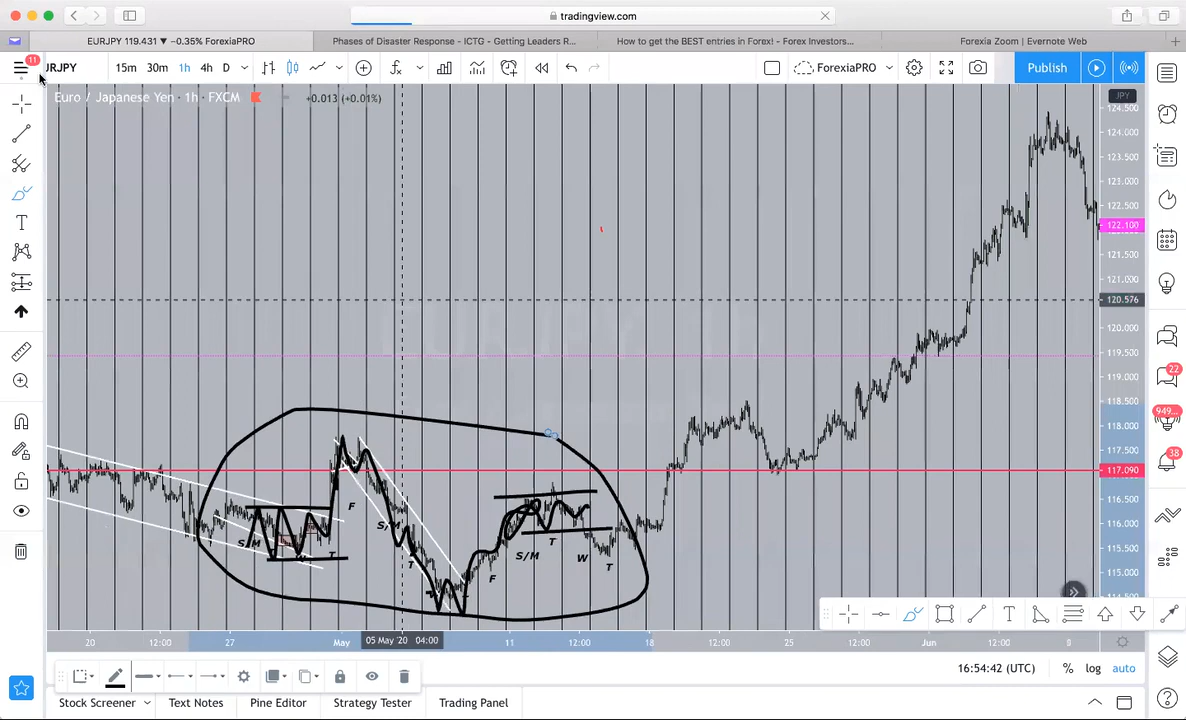 tradingview.com
EURJPY 119.431 ▼ −0.35% ForexiaPRO
Phases of Disaster Response - ICTG - Getting Leaders R...
How to get the BEST entries in Forex! - Forex Investors...
Forexia Zoom | Evernote Web
11
URJPY
15m 30m 1h 4h D
ForexiaPRO
Publish
Euro / Japanese Yen · 1h · FXCM
+0.013 (+0.01%)
JPY
124.500
124.000
123.500
123.000
122.500
122.100
121.500
121.000
120.576
120.000
119.500
119.000
118.500
118.000
117.500
117.090
116.500
116.000
115.500
115.000
22
949...
38
F
S/M
S/M
T
T
T
S/M
W
F
T
20 12:00 27 May 05 May '20 04:00 11 12:00 18 12:00 25 12:00 Jun 12:00 8
16:54:42 (UTC) % log auto
Stock Screener Text Notes Pine Editor Strategy Tester Trading Panel